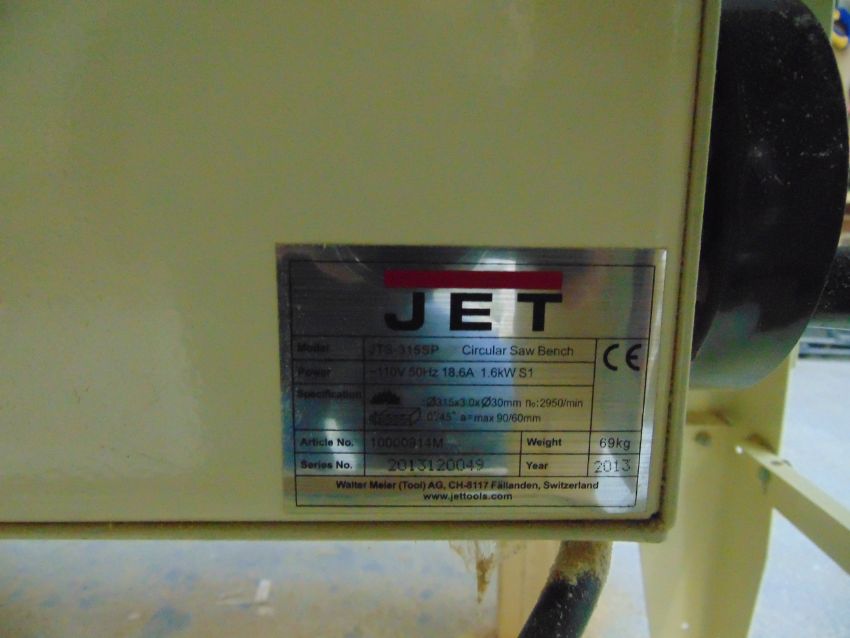 JET
Model JTS-315SP Circular Saw Bench
CE
Power ~110V 50Hz 18.6A 1.6kW S1
Specification :Ø315x3.0xØ30mm n₀:2950/min
0°/45° a=max 90/60mm
Article No. 10000914M Weight 69kg
Series No. 2013120049 Year 2013
Walter Meier (Tool) AG, CH-8117 Fällanden, Switzerland
www.jettools.com